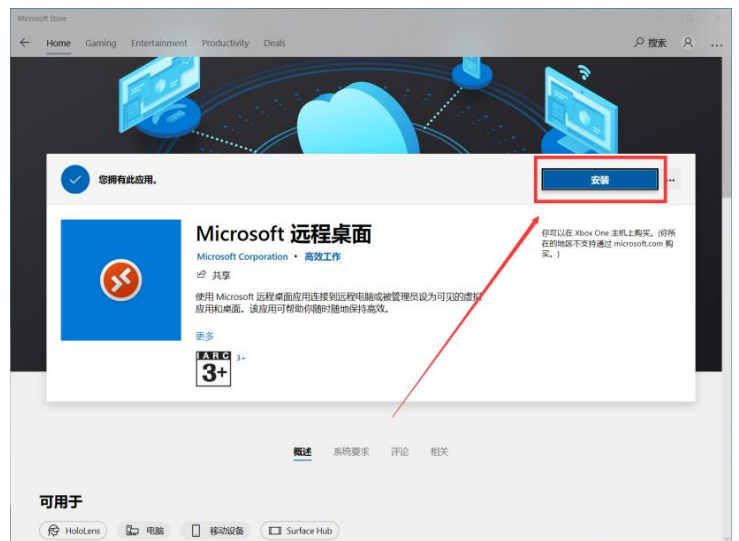 Microsoft Store
Home Gaming Entertainment Productivity Deals 搜索
您拥有此应用。
安装
Microsoft 远程桌面
Microsoft Corporation • 高效工作
共享
使用 Microsoft 远程桌面应用连接到远程电脑或被管理员设为可见的虚拟
应用和桌面。该应用可帮助你随时随地保持高效。
更多
你可以在 Xbox One 主机上购买。(你所
在的地区不支持通过 microsoft.com 购
买。)
IARC
3+
3+
概述 系统要求 评论 相关
可用于
HoloLens 电脑 移动设备 Surface Hub